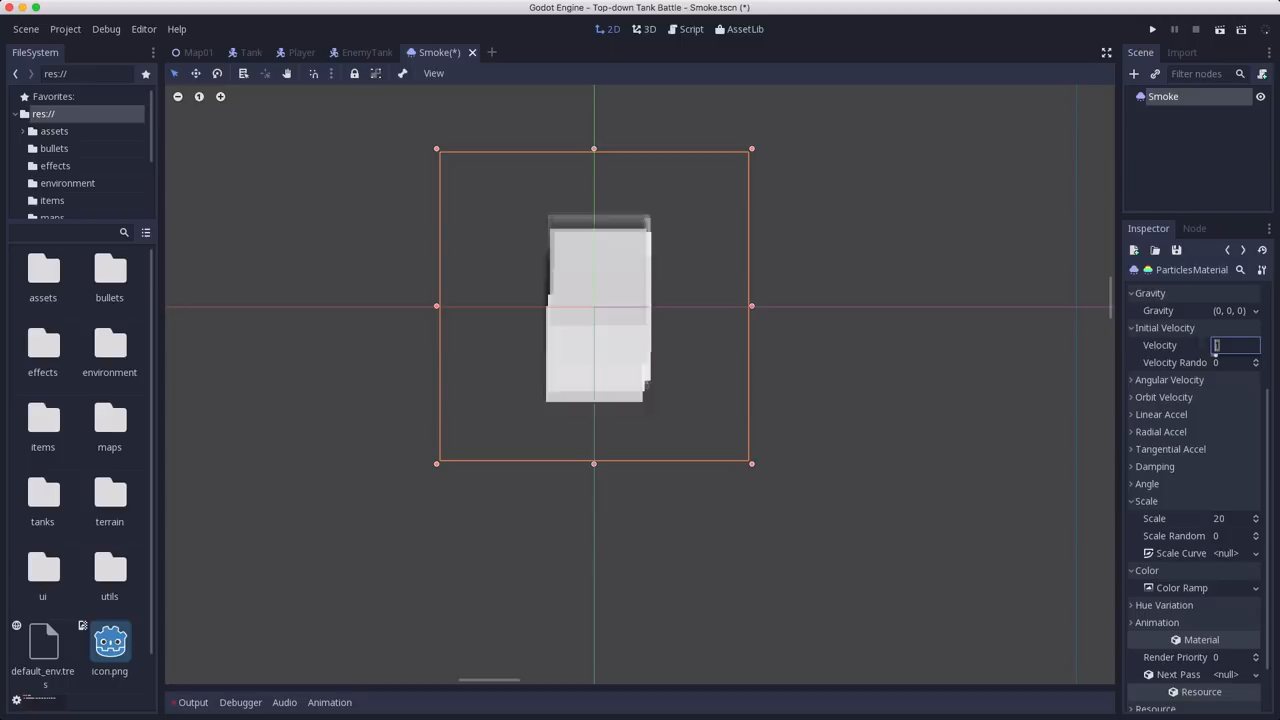 Godot Engine - Top-down Tank Battle - Smoke.tscn (*)
Scene Project Debug Editor Help
2D 3D Script AssetLib
FileSystem
Map01 Tank Player EnemyTank Smoke(*)
Scene Import
res://
View
Filter nodes
Favorites:
res://
assets
bullets
effects
environment
items
maps
Smoke
assets bullets
effects environment
items maps
tanks terrain
ui utils
default_env.tre
s
icon.png
Inspector Node
ParticlesMaterial
Gravity
Gravity (0, 0, 0)
Initial Velocity
Velocity
Velocity Rando 0
Angular Velocity
Orbit Velocity
Linear Accel
Radial Accel
Tangential Accel
Damping
Angle
Scale
Scale 20
Scale Random 0
Scale Curve <null>
Color
Color Ramp
Hue Variation
Animation
Material
Render Priority 0
Next Pass <null>
Resource
Resource
Output Debugger Audio Animation